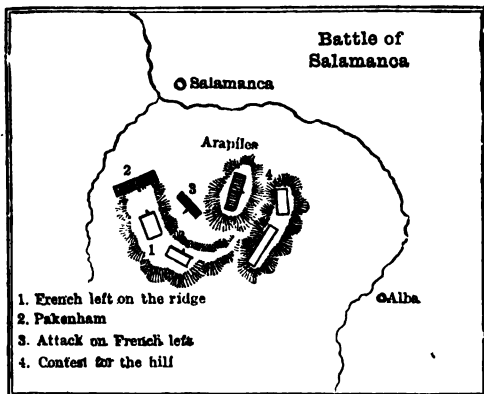 Battle of
Salamanca
Salamanca
Arapiles
2
3
4
1
Alba
1. French left on the ridge
2. Pakenham
3. Attack on French left
4. Contest for the hill